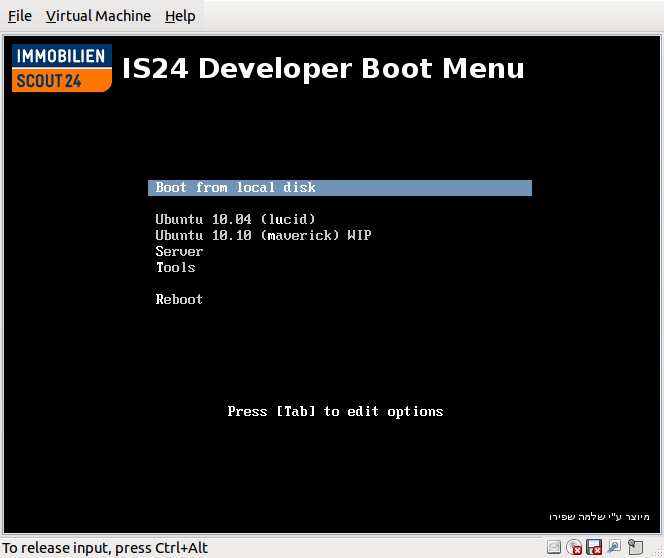 File Virtual Machine Help
IMMOBILIEN
SCOUT 24
IS24 Developer Boot Menu
Boot from local disk
Ubuntu 10.04 (lucid)
Ubuntu 10.10 (maverick) WIP
Server
Tools
Reboot
Press [Tab] to edit options
מיוצר ע"י שלמה שפירו
To release input, press Ctrl+Alt